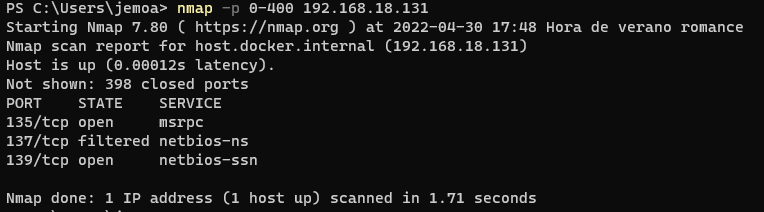 PS C:\Users\jemoa> nmap -p 0-400 192.168.18.131
Starting Nmap 7.80 ( https://nmap.org ) at 2022-04-30 17:48 Hora de verano romance
Nmap scan report for host.docker.internal (192.168.18.131)
Host is up (0.00012s latency).
Not shown: 398 closed ports
PORT    STATE    SERVICE
135/tcp open     msrpc
137/tcp filtered netbios-ns
139/tcp open     netbios-ssn
Nmap done: 1 IP address (1 host up) scanned in 1.71 seconds